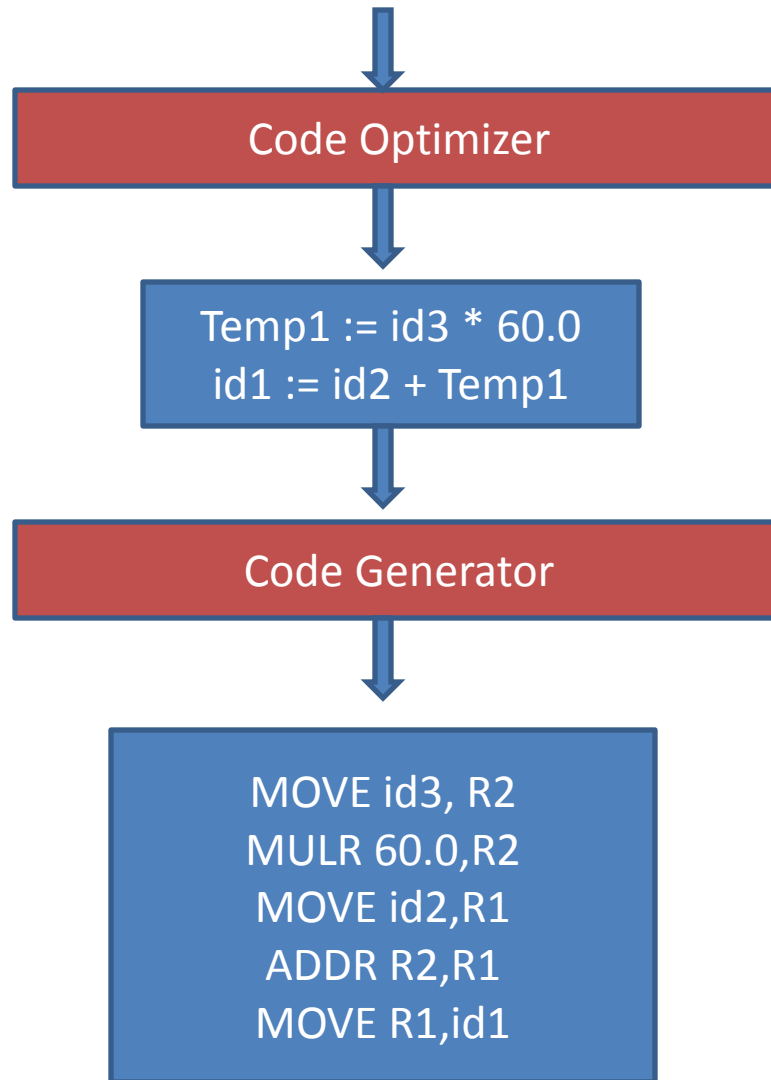 Code Optimizer
Temp1 := id3 * 60.0
id1 := id2 + Temp1
Code Generator
MOVE id3, R2
MULR 60.0,R2
MOVE id2,R1
ADDR R2,R1
MOVE R1,id1